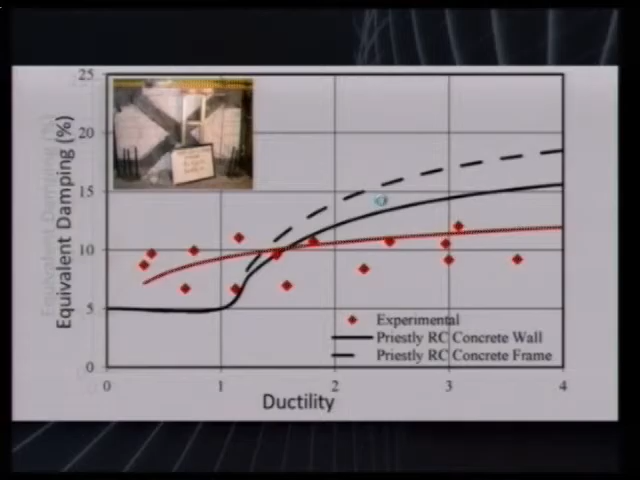 25
20
15
10
5
0
0 1 2 3 4
Equivalent Damping (%)
Ductility
Experimental
Priestly RC Concrete Wall
Priestly RC Concrete Frame